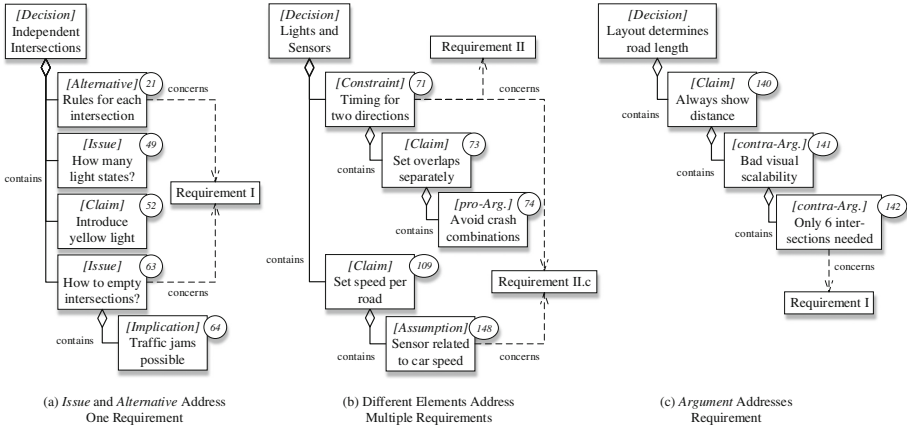 [Decision]
Independent
Intersections
[Alternative]
21
Rules for each
intersection
concerns
[Issue]
49
How many
light states?
contains
Requirement I
[Claim]
52
Introduce
yellow light
[Issue]
63
How to empty
intersections?
concerns
[Implication]
64
Traffic jams
possible
contains
(a) Issue and Alternative Address
One Requirement
[Decision]
Lights and
Sensors
Requirement II
[Constraint]
71
Timing for
two directions
concerns
[Claim]
73
Set overlaps
separately
contains
[pro-Arg.]
74
Avoid crash
combinations
contains
contains
[Claim]
109
Set speed per
road
Requirement II.c
[Assumption]
148
Sensor related
to car speed
contains
concerns
(b) Different Elements Address
Multiple Requirements
[Decision]
Layout determines
road length
[Claim]
140
Always show
distance
contains
[contra-Arg.]
141
Bad visual
scalability
contains
[contra-Arg.]
142
Only 6 inter-
sections needed
contains
concerns
Requirement I
(c) Argument Addresses
Requirement